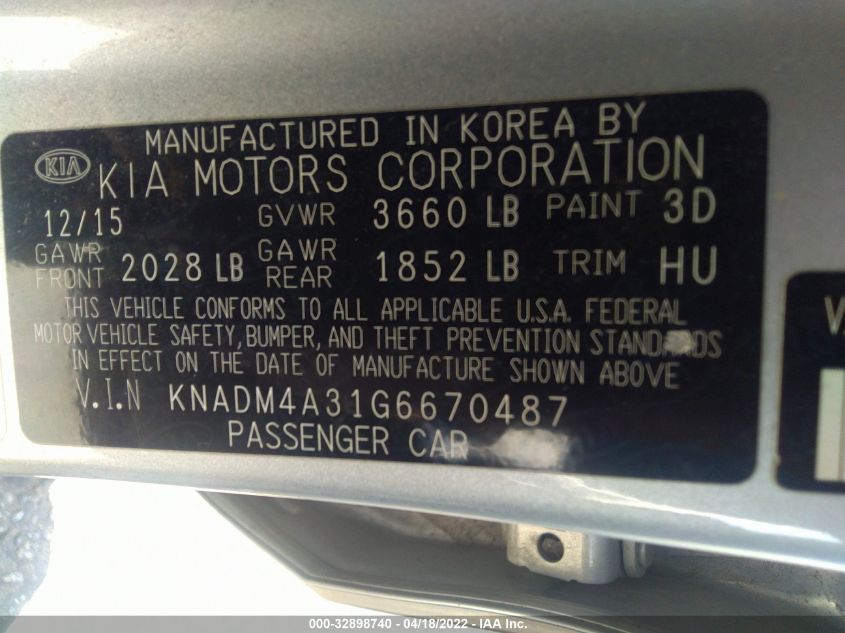 MANUFACTURED IN KOREA BY
KIA KIA MOTORS CORPORATION
12/15 GVWR 3660 LB PAINT 3D
GAWR FRONT 2028 LB GAWR REAR 1852 LB TRIM HU
THIS VEHICLE CONFORMS TO ALL APPLICABLE U.S.A. FEDERAL
MOTOR VEHICLE SAFETY, BUMPER, AND THEFT PREVENTION STANDARDS
IN EFFECT ON THE DATE OF MANUFACTURE SHOWN ABOVE
V.I.N KNADM4A31G6670487
PASSENGER CAR
000-32898740 - 04/18/2022 - IAA Inc.